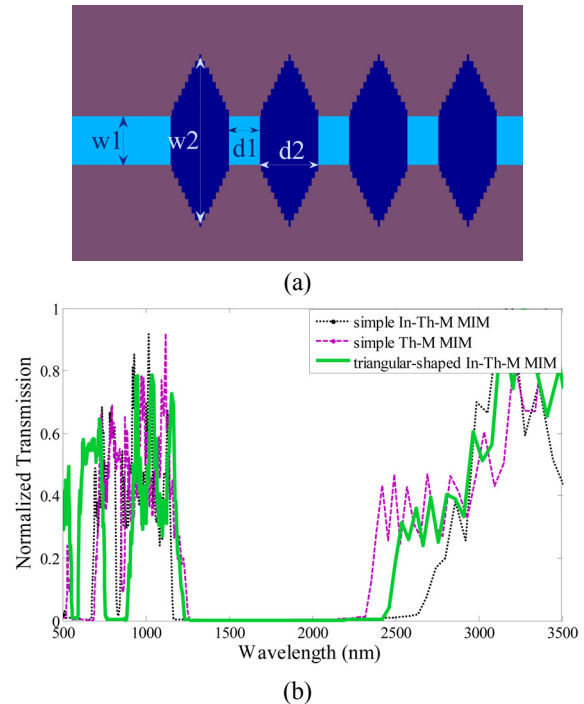 w1
w2
d1
d2
(a)
1
0.8
0.6
0.4
0.2
0
Normalized Transmission
simple In-Th-M MIM
simple Th-M MIM
triangular-shaped In-Th-M MIM
500 1000 1500 2000 2500 3000 3500
Wavelength (nm)
(b)